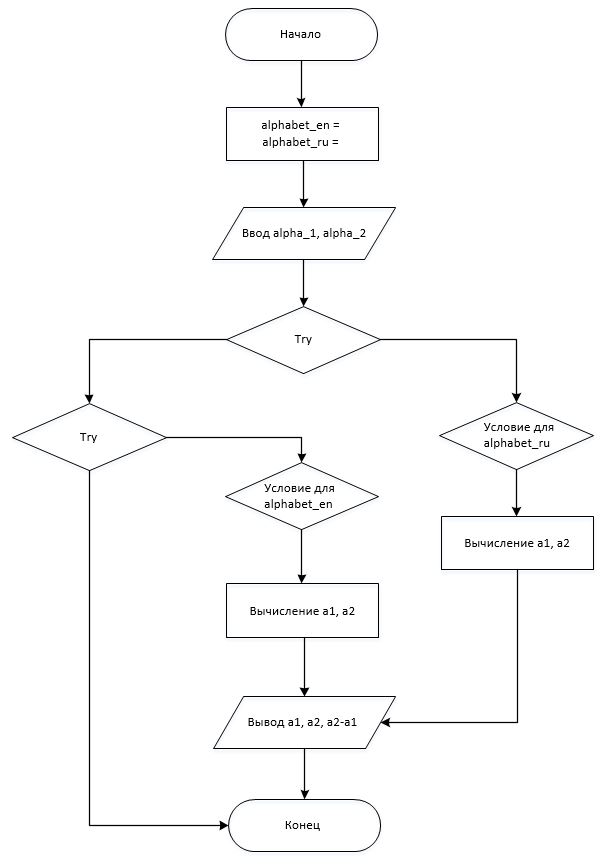 Начало
alphabet_en =
alphabet_ru =
Ввод alpha_1, alpha_2
Try
Try
Условие для
alphabet_ru
Условие для
alphabet_en
Вычисление a1, a2
Вычисление a1, a2
Вывод a1, a2, a2-a1
Конец